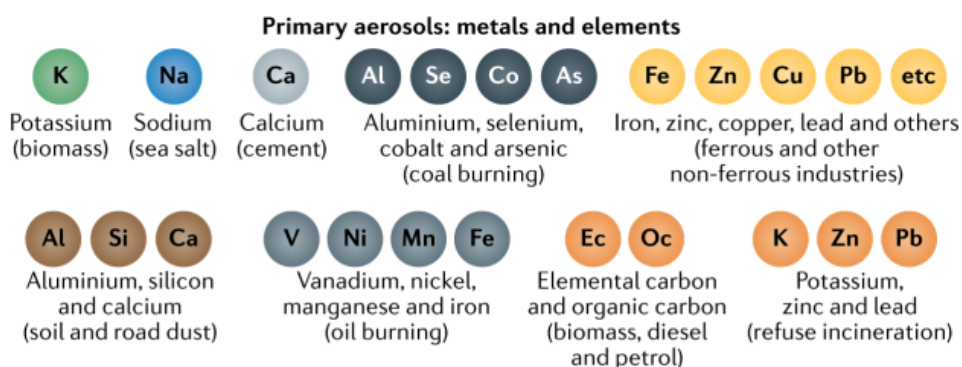 Primary aerosols: metals and elements
K
Na
Ca
Al Se Co As
Fe Zn Cu Pb etc
Potassium
(biomass)
Sodium
(sea salt)
Calcium
(cement)
Aluminium, selenium,
cobalt and arsenic
(coal burning)
Iron, zinc, copper, lead and others
(ferrous and other
non-ferrous industries)
Al Si Ca
V Ni Mn Fe
Ec Oc
K Zn Pb
Aluminium, silicon
and calcium
(soil and road dust)
Vanadium, nickel,
manganese and iron
(oil burning)
Elemental carbon
and organic carbon
(biomass, diesel
and petrol)
Potassium,
zinc and lead
(refuse incineration)